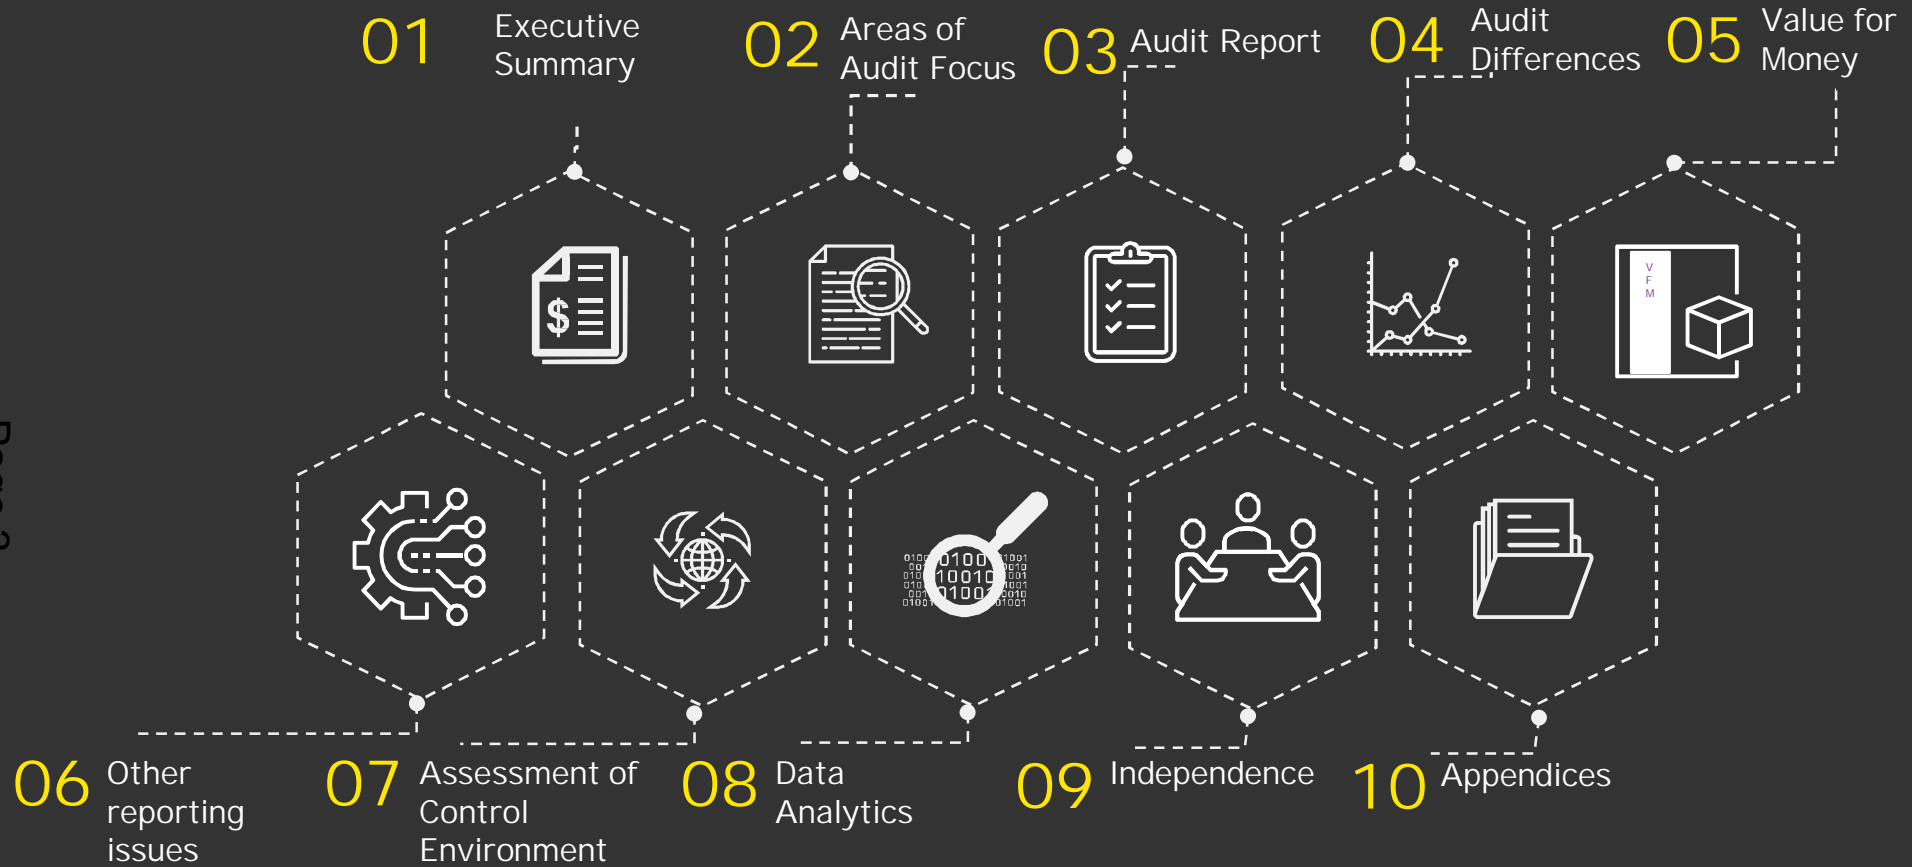 01 Executive
Summary
02 Areas of
Audit Focus
03 Audit Report
04 Audit
Differences
05 Value for
Money
$
V
F
M
06 Other
reporting
issues
07 Assessment of
Control
Environment
08 Data
Analytics
09 Independence
10 Appendices